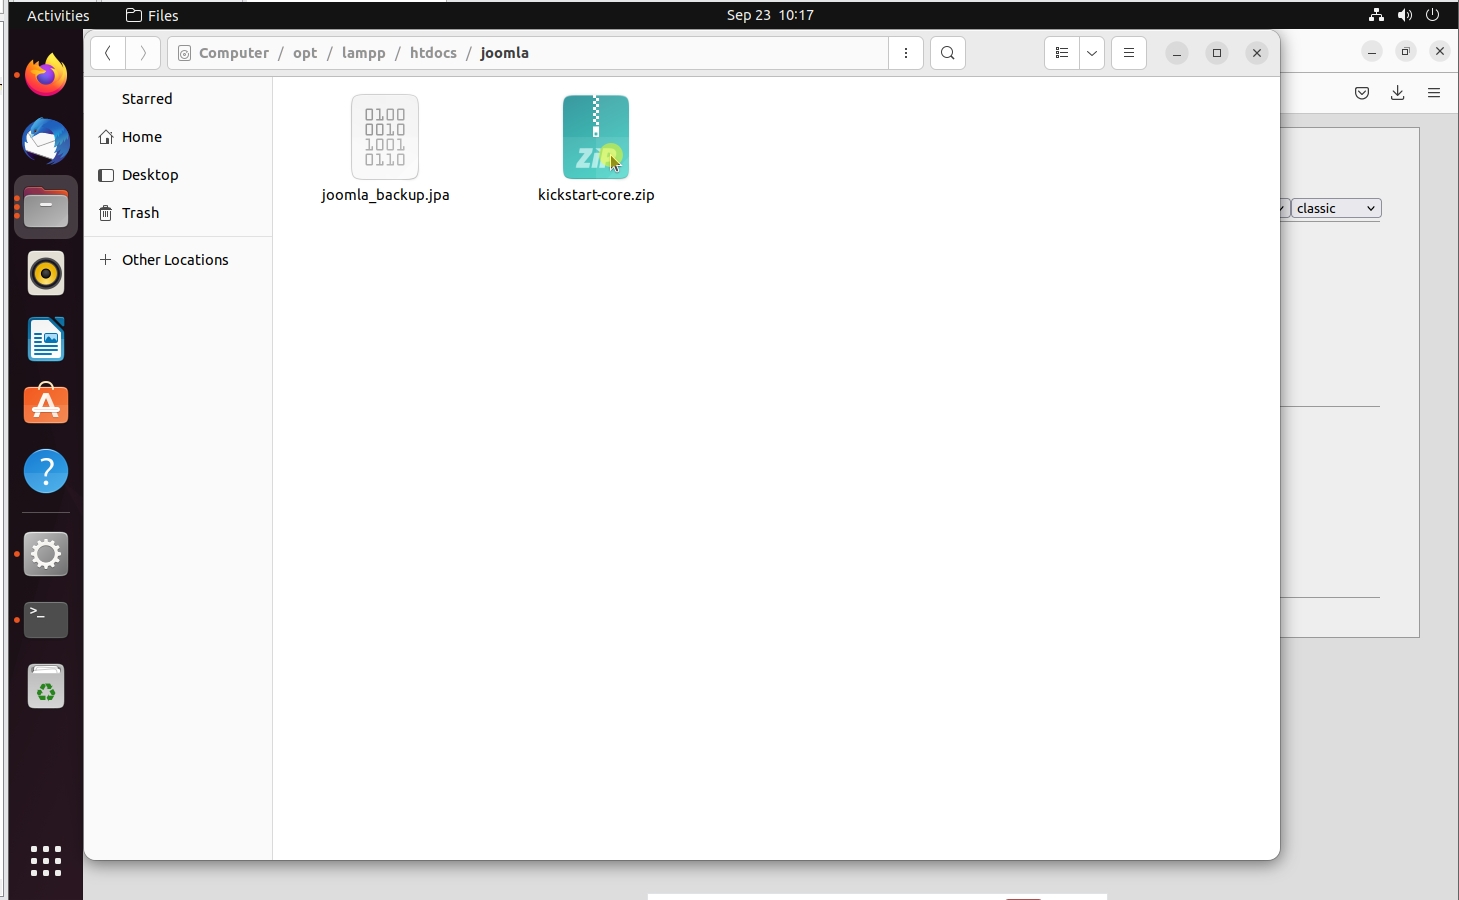 Activities Files Sep 23 10:17
Computer / opt / lampp / htdocs / joomla
Starred
Home
Desktop
Trash
Other Locations
0100
0010
1001
0110
joomla_backup.jpa
ZiP
kickstart-core.zip
classic
>_
?